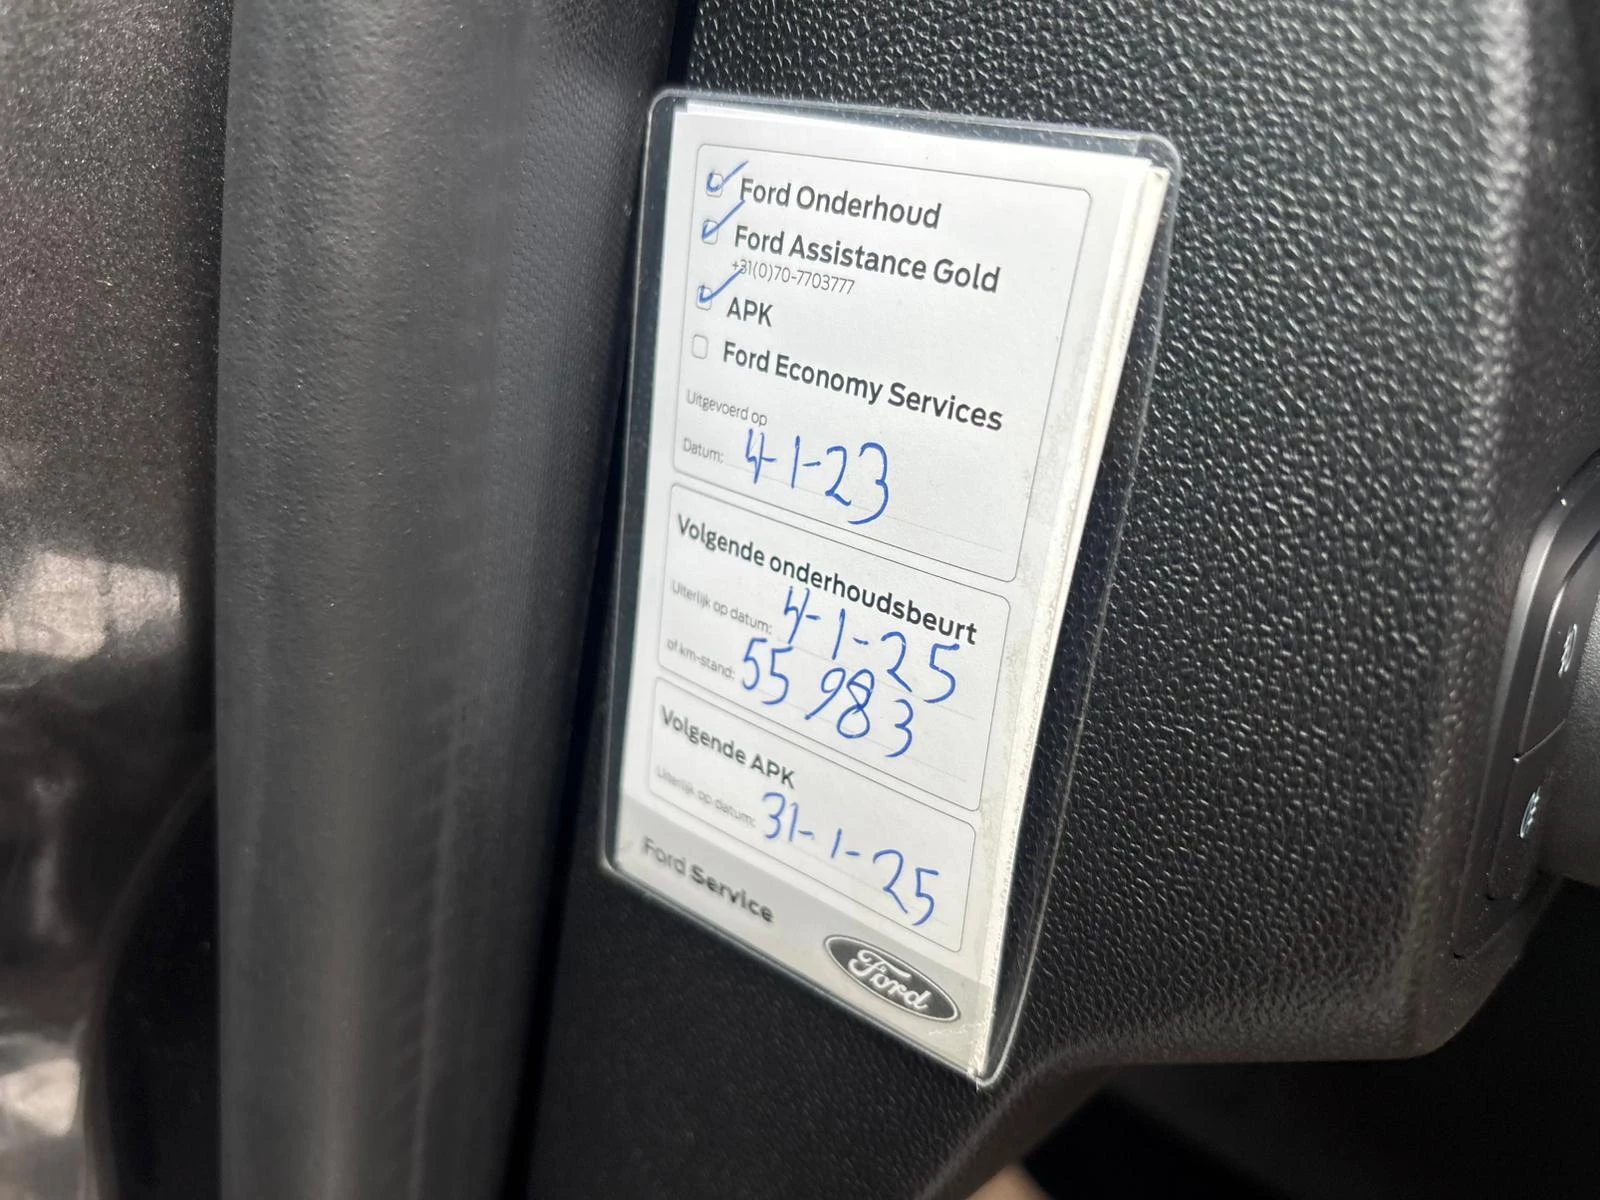 Ford Onderhoud
Ford Assistance Gold
+31(0)70-7703777
APK
Ford Economy Services
Uitgevoerd op
Datum: 4-1-23
Volgende onderhoudsbeurt
Uiterlijk op datum: 4-1-25
of km-stand: 55 983
Volgende APK
Uiterlijk op datum: 31-1-25
Ford Service
Ford